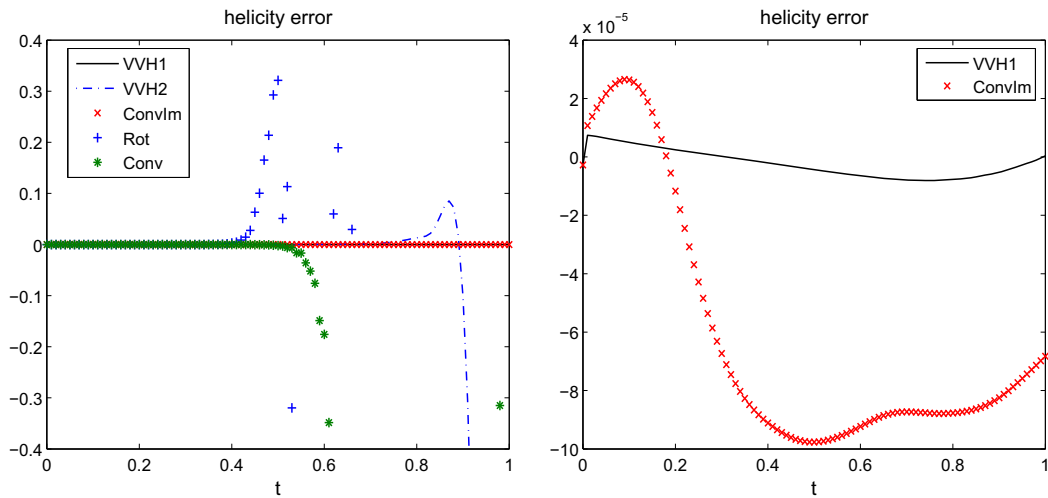 helicity error
0.4
0.3
0.2
0.1
0
−0.1
−0.2
−0.3
−0.4
0 0.2 0.4 0.6 0.8 1
t
VVH1
VVH2
ConvIm
Rot
Conv
helicity error
x 10−5
4
2
0
−2
−4
−6
−8
−10
0 0.2 0.4 0.6 0.8 1
t
VVH1
ConvIm